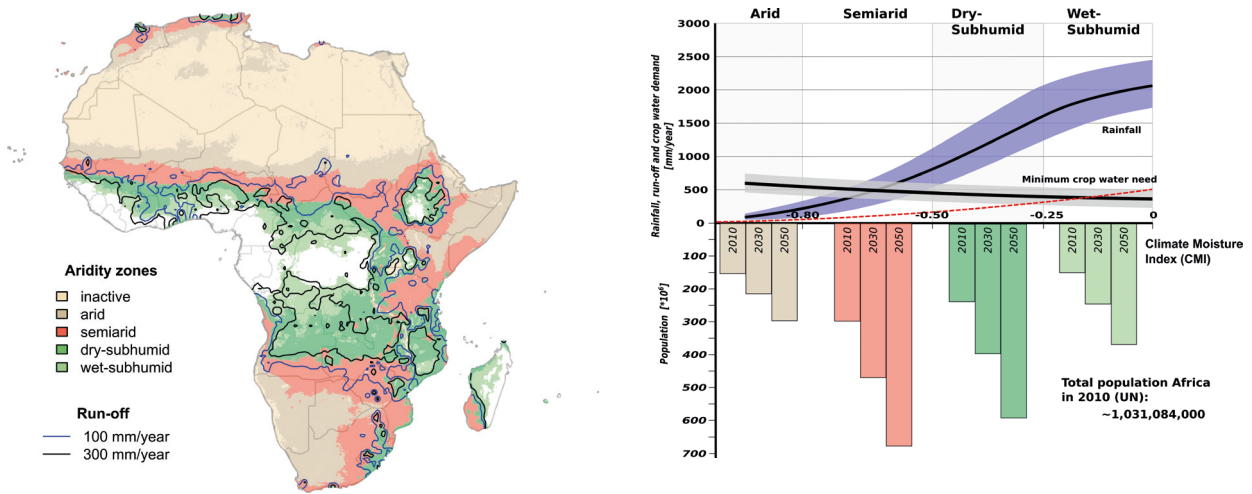 Aridity zones
inactive
arid
semiarid
dry-subhumid
wet-subhumid
Run-off
100 mm/year
300 mm/year
Arid
Semiarid
Dry-
Subhumid
Wet-
Subhumid
Rainfall, run-off and crop water demand
[mm/year]
3000
2500
2000
1500
1000
500
0
Rainfall
Minimum crop water need
-0.80
-0.50
-0.25
0
Climate Moisture
Index (CMI)
2010
2030
2050
2010
2030
2050
2010
2030
2050
2010
2030
2050
Population [*10⁶]
100
200
300
400
500
600
700
Total population Africa
in 2010 (UN):
~1,031,084,000